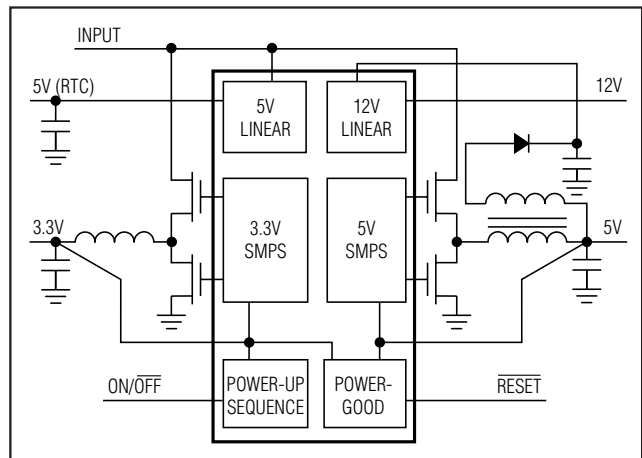 INPUT
5V (RTC)
5V
LINEAR
12V
LINEAR
12V
3.3V
3.3V
SMPS
5V
SMPS
5V
ON/OFF
POWER-UP
SEQUENCE
POWER-
GOOD
RESET